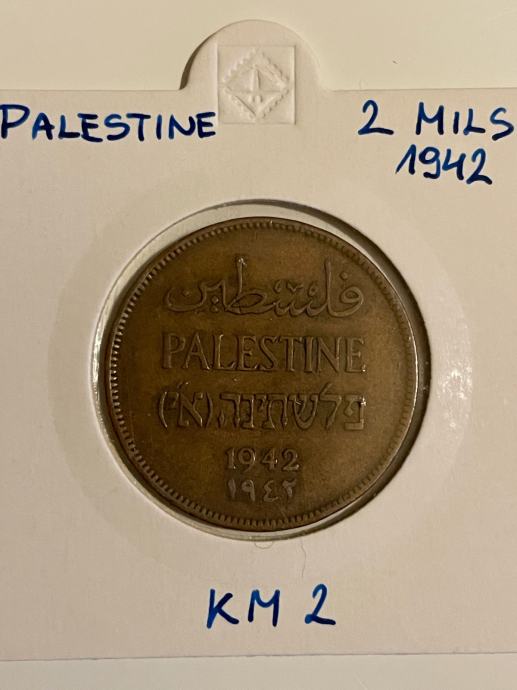 PALESTINE
2 MILS
1942
فلسطين
PALESTINE
פלשתינה (א״י)
1942
١٩٤٢
KM 2